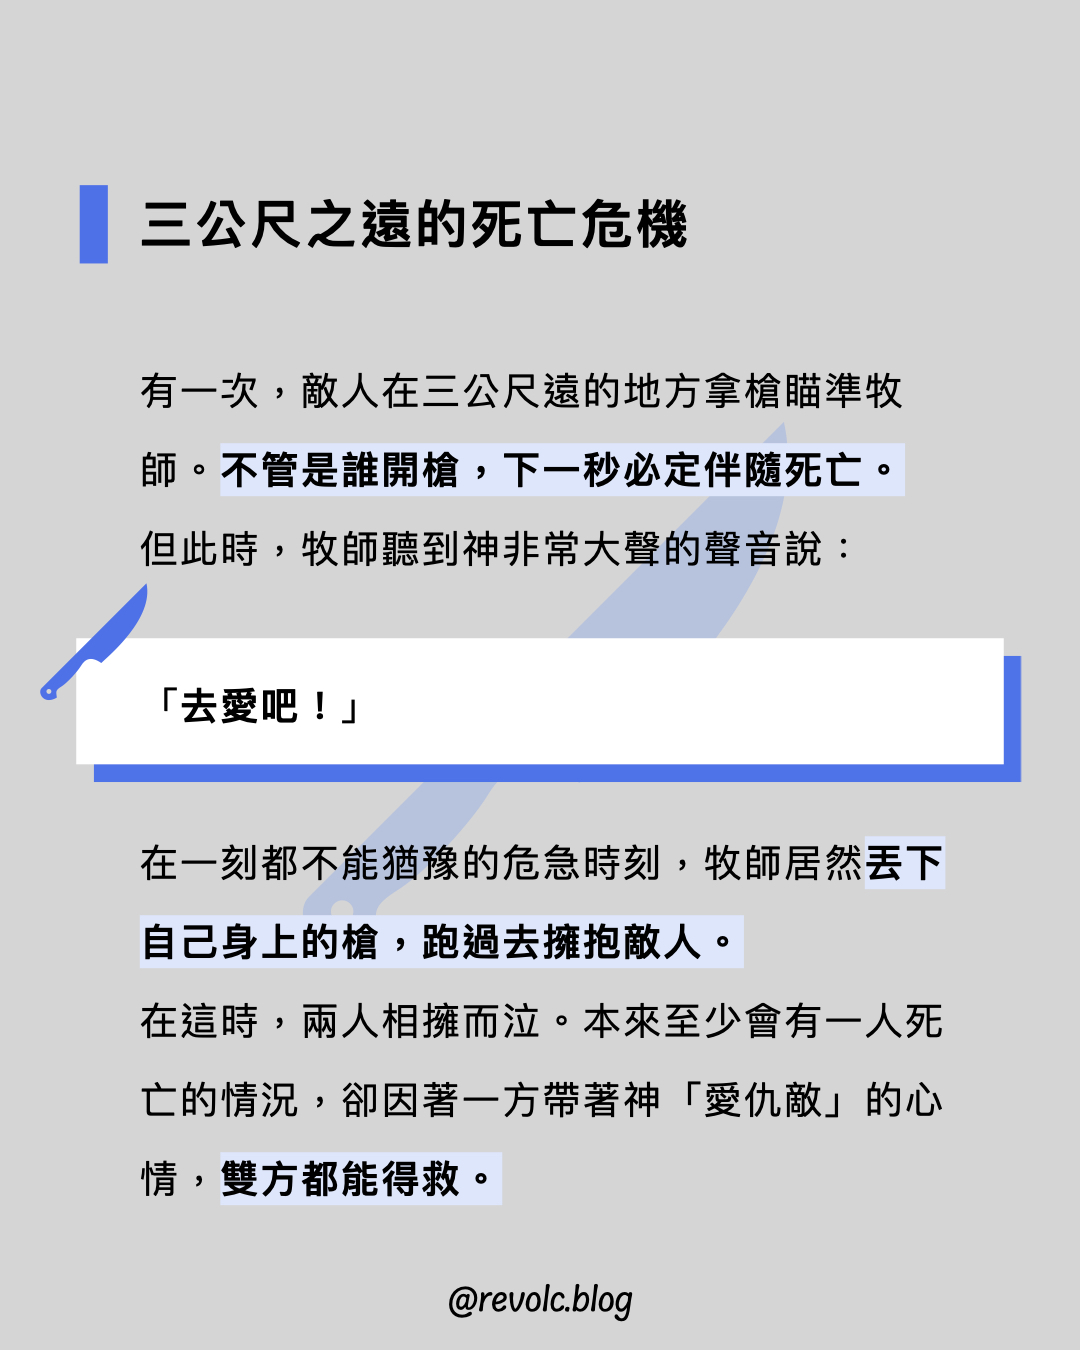 三公尺之遠的死亡危機
有一次，敵人在三公尺遠的地方拿槍瞄準牧
師。不管是誰開槍，下一秒必定伴隨死亡。
但此時，牧師聽到神非常大聲的聲音說：
「去愛吧！」
在一刻都不能猶豫的危急時刻，牧師居然丟下
自己身上的槍，跑過去擁抱敵人。
在這時，兩人相擁而泣。本來至少會有一人死
亡的情況，卻因著一方帶著神「愛仇敵」的心
情，雙方都能得救。
@revolc.blog